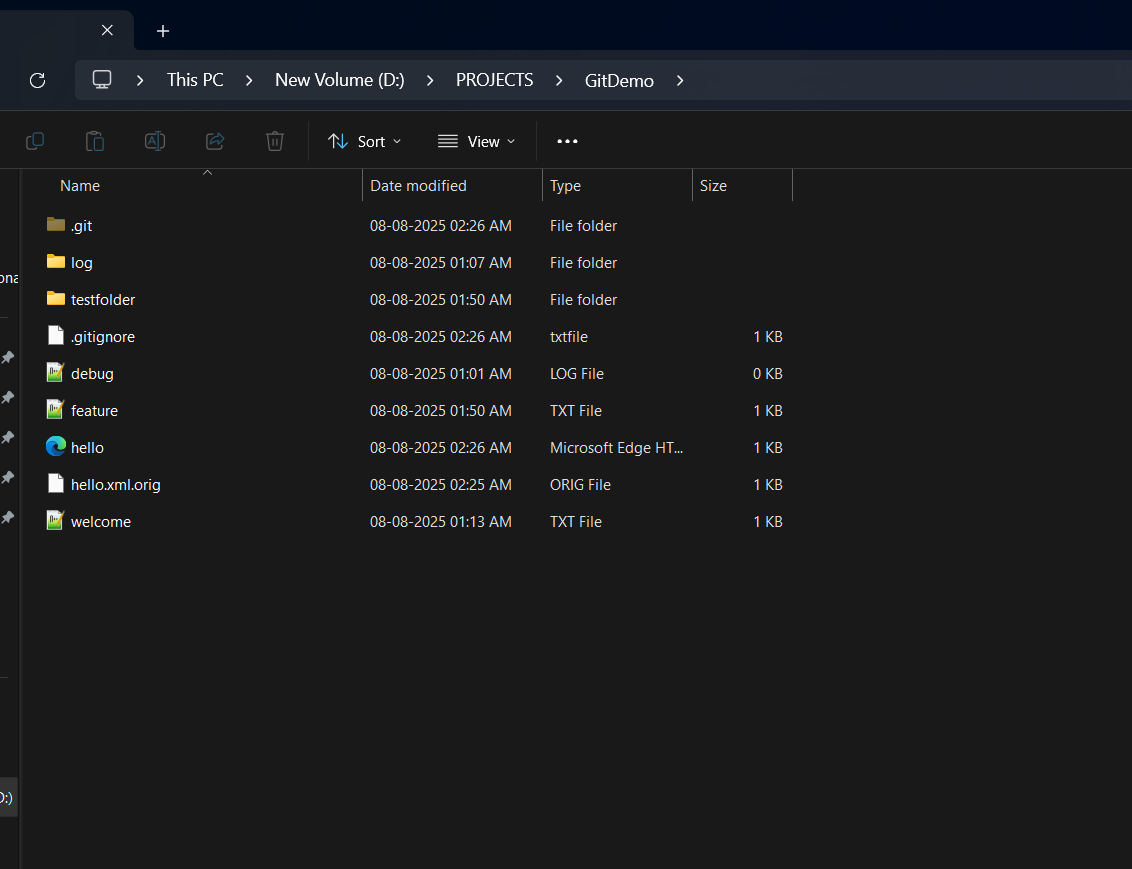 This PC New Volume (D:) PROJECTS GitDemo
Sort View
Name Date modified Type Size
.git 08-08-2025 02:26 AM File folder
log 08-08-2025 01:07 AM File folder
testfolder 08-08-2025 01:50 AM File folder
.gitignore 08-08-2025 02:26 AM txtfile 1 KB
debug 08-08-2025 01:01 AM LOG File 0 KB
feature 08-08-2025 01:50 AM TXT File 1 KB
hello 08-08-2025 02:26 AM Microsoft Edge HT... 1 KB
hello.xml.orig 08-08-2025 02:25 AM ORIG File 1 KB
welcome 08-08-2025 01:13 AM TXT File 1 KB